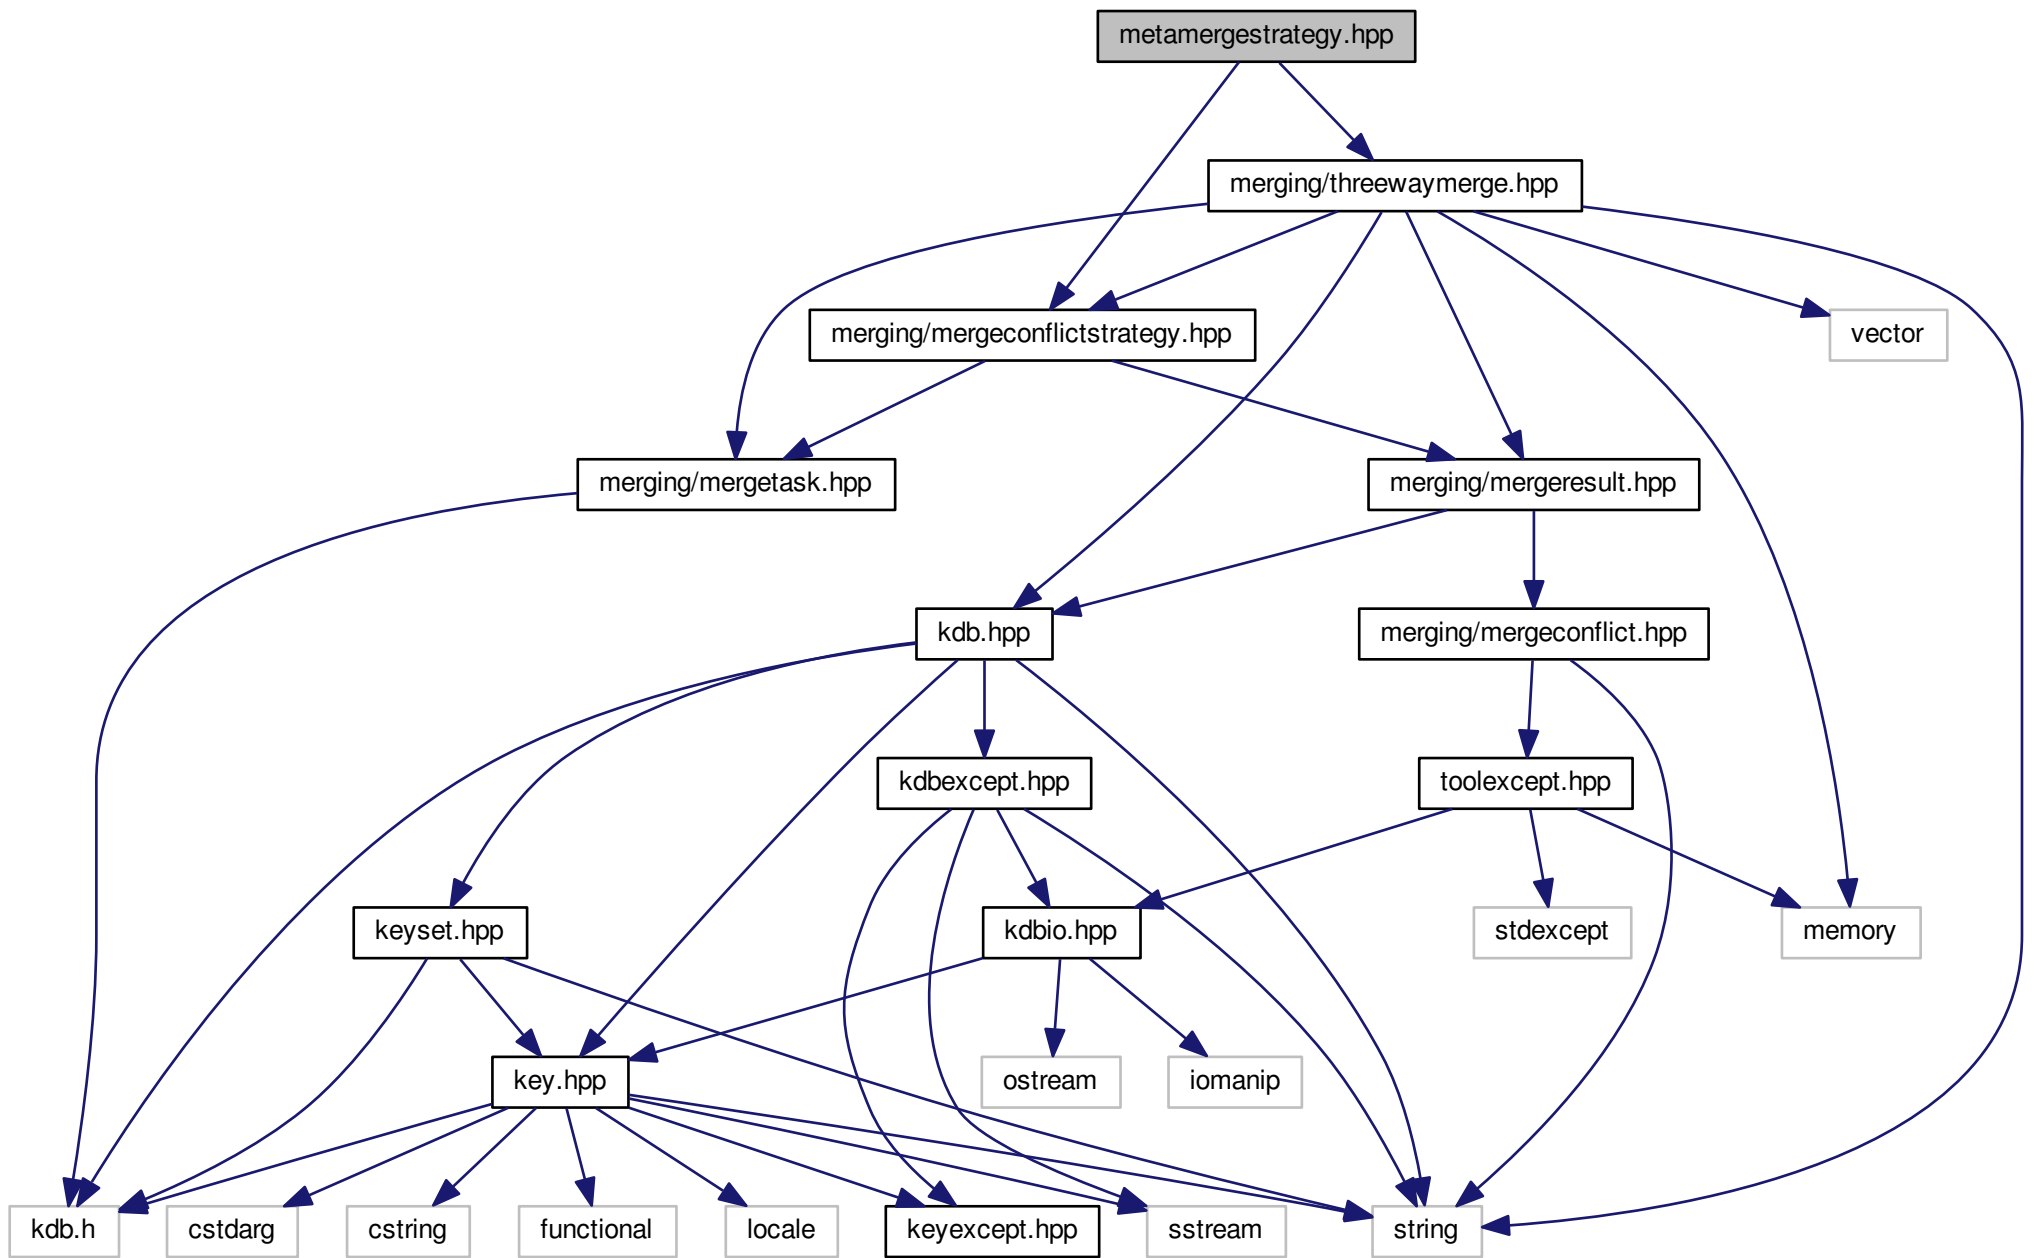 metamergestrategy.hpp
merging/threewaymerge.hpp
merging/mergeconflictstrategy.hpp
vector
merging/mergetask.hpp
merging/mergeresult.hpp
kdb.hpp
merging/mergeconflict.hpp
kdbexcept.hpp
toolexcept.hpp
keyset.hpp
kdbio.hpp
stdexcept
memory
key.hpp
ostream
iomanip
kdb.h
cstdarg
cstring
functional
locale
keyexcept.hpp
sstream
string